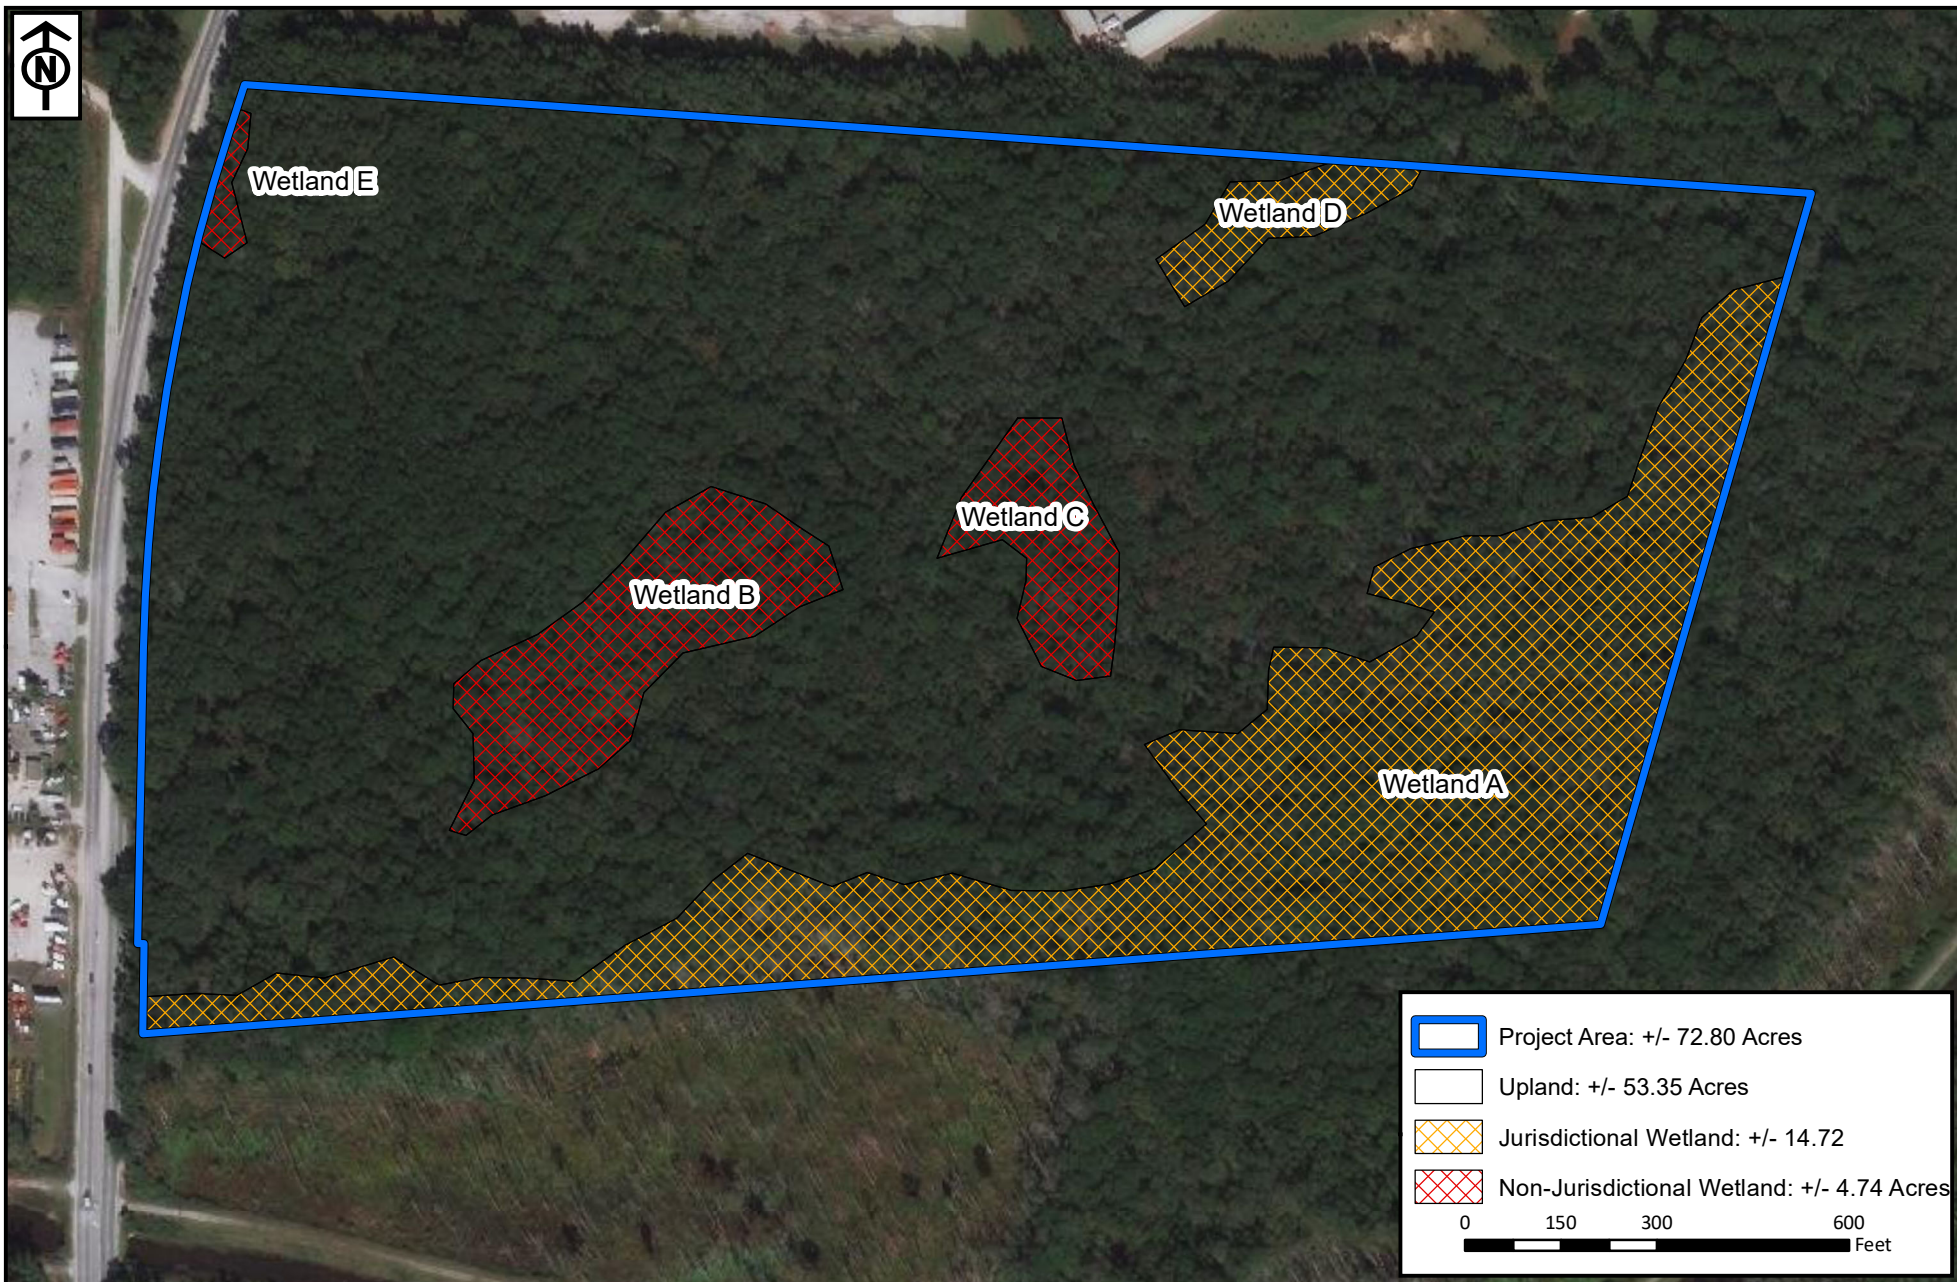 N
Wetland E
Wetland D
Wetland C
Wetland B
Wetland A
Project Area: +/- 72.80 Acres
Upland: +/- 53.35 Acres
Jurisdictional Wetland: +/- 14.72
Non-Jurisdictional Wetland: +/- 4.74 Acres
0 150 300 600
Feet